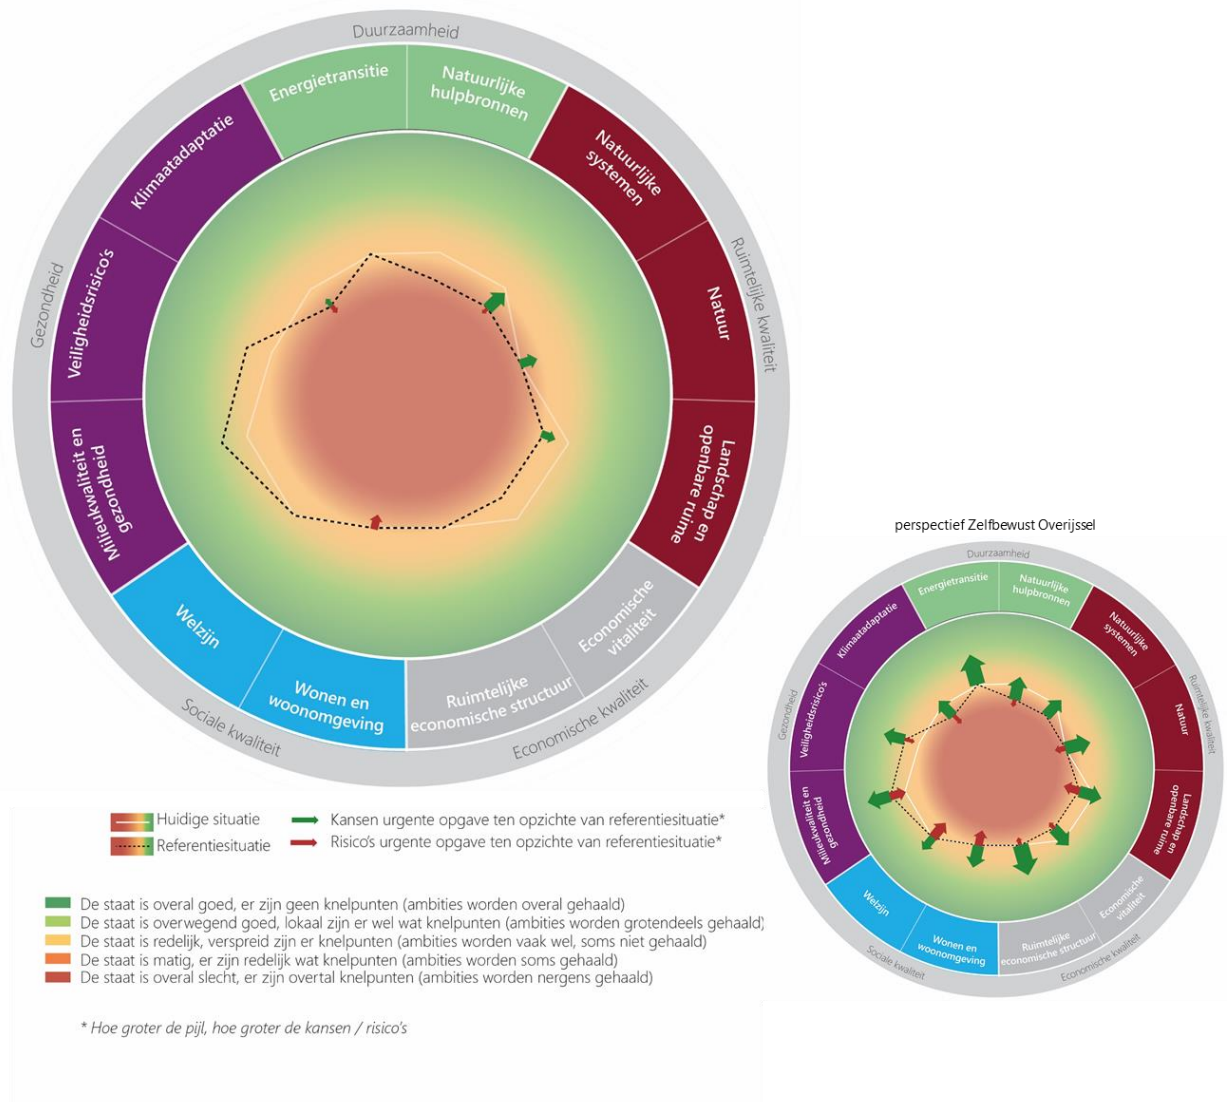 Duurzaamheid
Energietransitie
Natuurlijke
hulpbronnen
Klimaatadaptatie
Natuurlijke
systemen
Gezondheid
Veiligheidsrisico's
Natuur
Ruimtelijke kwaliteit
Milieukwaliteit en
gezondheid
Landschap en
openbare ruime
Welzijn
Wonen en
woonomgeving
Ruimtelijke
economische structuur
Economische
vitaliteit
Sociale kwaliteit
Economische kwaliteit
perspectief Zelfbewust Overijssel
Duurzaamheid
Energietransitie
Natuurlijke
hulpbronnen
Klimaatadaptatie
Natuurlijke
systemen
Gezondheid
Veiligheidsrisico's
Natuur
Ruimtelijke kwaliteit
Milieukwaliteit en
gezondheid
Landschap en
openbare ruime
Welzijn
Wonen en
woonomgeving
Ruimtelijke
economische structuur
Economische
vitaliteit
Sociale kwaliteit
Economische kwaliteit
Huidige situatie
Referentiesituatie
Kansen urgente opgave ten opzichte van referentiesituatie*
Risico's urgente opgave ten opzichte van referentiesituatie*
De staat is overal goed, er zijn geen knelpunten (ambities worden overal gehaald)
De staat is overwegend goed, lokaal zijn er wel wat knelpunten (ambities worden grotendeels gehaald)
De staat is redelijk, verspreid zijn er knelpunten (ambities worden vaak wel, soms niet gehaald)
De staat is matig, er zijn redelijk wat knelpunten (ambities worden soms gehaald)
De staat is overal slecht, er zijn overtal knelpunten (ambities worden nergens gehaald)
* Hoe groter de pijl, hoe groter de kansen / risico's